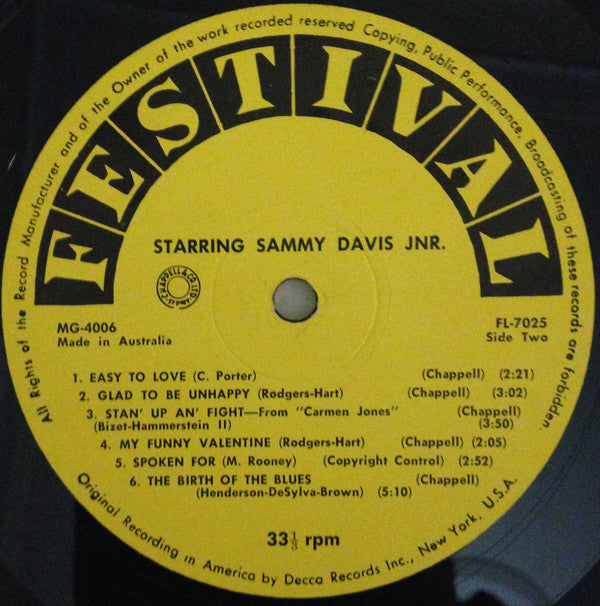 All Rights of the Record Manufacturer and of the Owner of the work recorded reserved Copying, Public Performance, Broadcasting of these records are forbidden.
FESTIVAL
STARRING SAMMY DAVIS JNR.
CHAPPELL & CO. LTD. SYDNEY
MG-4006
FL-7025
Made in Australia
Side Two
1. EASY TO LOVE (C. Porter) (Chappell) (2:21)
2. GLAD TO BE UNHAPPY (Rodgers-Hart) (Chappell) (3:02)
3. STAN' UP AN' FIGHT—From "Carmen Jones" (Chappell)
(Bizet-Hammerstein II) (3:50)
4. MY FUNNY VALENTINE (Rodgers-Hart) (Chappell) (2:05)
5. SPOKEN FOR (M. Rooney) (Copyright Control) (2:52)
6. THE BIRTH OF THE BLUES (Chappell)
(Henderson-DeSylva-Brown) (5:10)
33⅓ rpm
Original Recording in America by Decca Records Inc., New York, U.S.A.